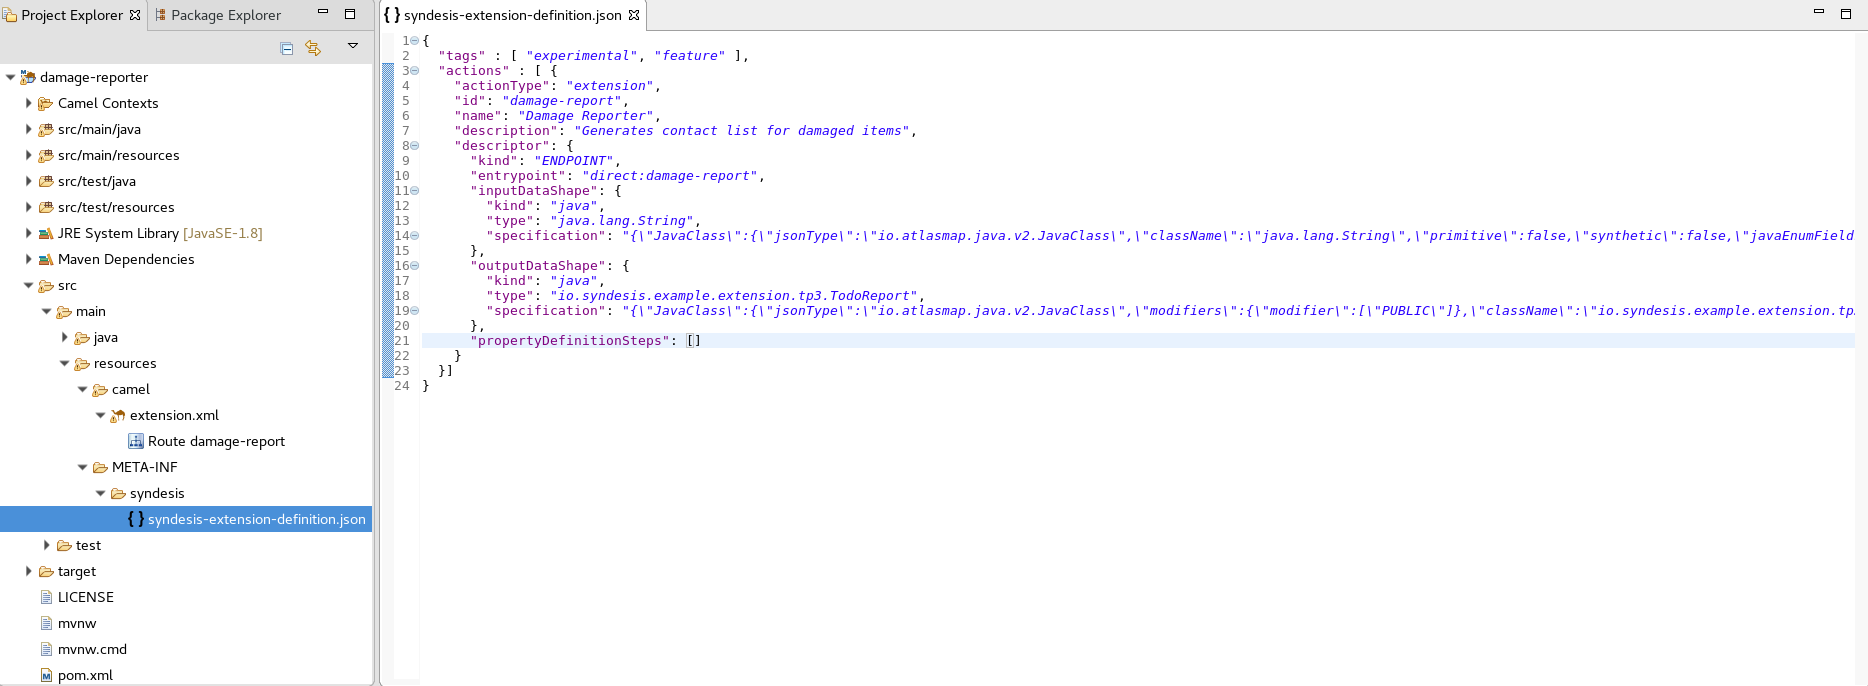 Project Explorer
Package Explorer
damage-reporter
Camel Contexts
src/main/java
src/main/resources
src/test/java
src/test/resources
JRE System Library [JavaSE-1.8]
Maven Dependencies
src
main
java
resources
camel
extension.xml
Route damage-report
META-INF
syndesis
{ } syndesis-extension-definition.json
test
target
LICENSE
mvnw
mvnw.cmd
pom.xml
{ } syndesis-extension-definition.json
1 {
2 "tags" : [ "experimental", "feature" ],
3 "actions" : [ {
4 "actionType": "extension",
5 "id": "damage-report",
6 "name": "Damage Reporter",
7 "description": "Generates contact list for damaged items",
8 "descriptor": {
9 "kind": "ENDPOINT",
10 "entrypoint": "direct:damage-report",
11 "inputDataShape": {
12 "kind": "java",
13 "type": "java.lang.String",
14 "specification": "{\"JavaClass\":{\"jsonType\":\"io.atlasmap.java.v2.JavaClass\",\"className\":\"java.lang.String\",\"primitive\":false,\"synthetic\":false,\"javaEnumField
15 },
16 "outputDataShape": {
17 "kind": "java",
18 "type": "io.syndesis.example.extension.tp3.TodoReport",
19 "specification": "{\"JavaClass\":{\"jsonType\":\"io.atlasmap.java.v2.JavaClass\",\"modifiers\":{\"modifier\":[\"PUBLIC\"]},\"className\":\"io.syndesis.example.extension.tp
20 },
21 "propertyDefinitionSteps": []
22 }
23 }]
24 }